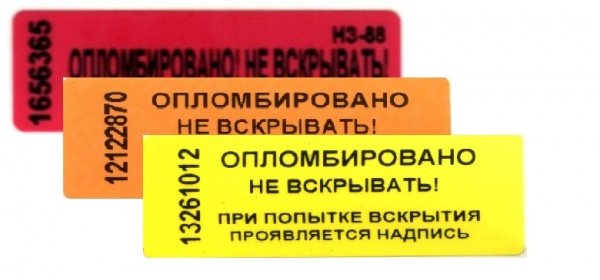 1656365
НЗ-88
ОПЛОМБИРОВАНО! НЕ ВСКРЫВАТЬ!
12122870
ОПЛОМБИРОВАНО
НЕ ВСКРЫВАТЬ!
13261012
ОПЛОМБИРОВАНО
НЕ ВСКРЫВАТЬ!
ПРИ ПОПЫТКЕ ВСКРЫТИЯ
ПРОЯВЛЯЕТСЯ НАДПИСЬ